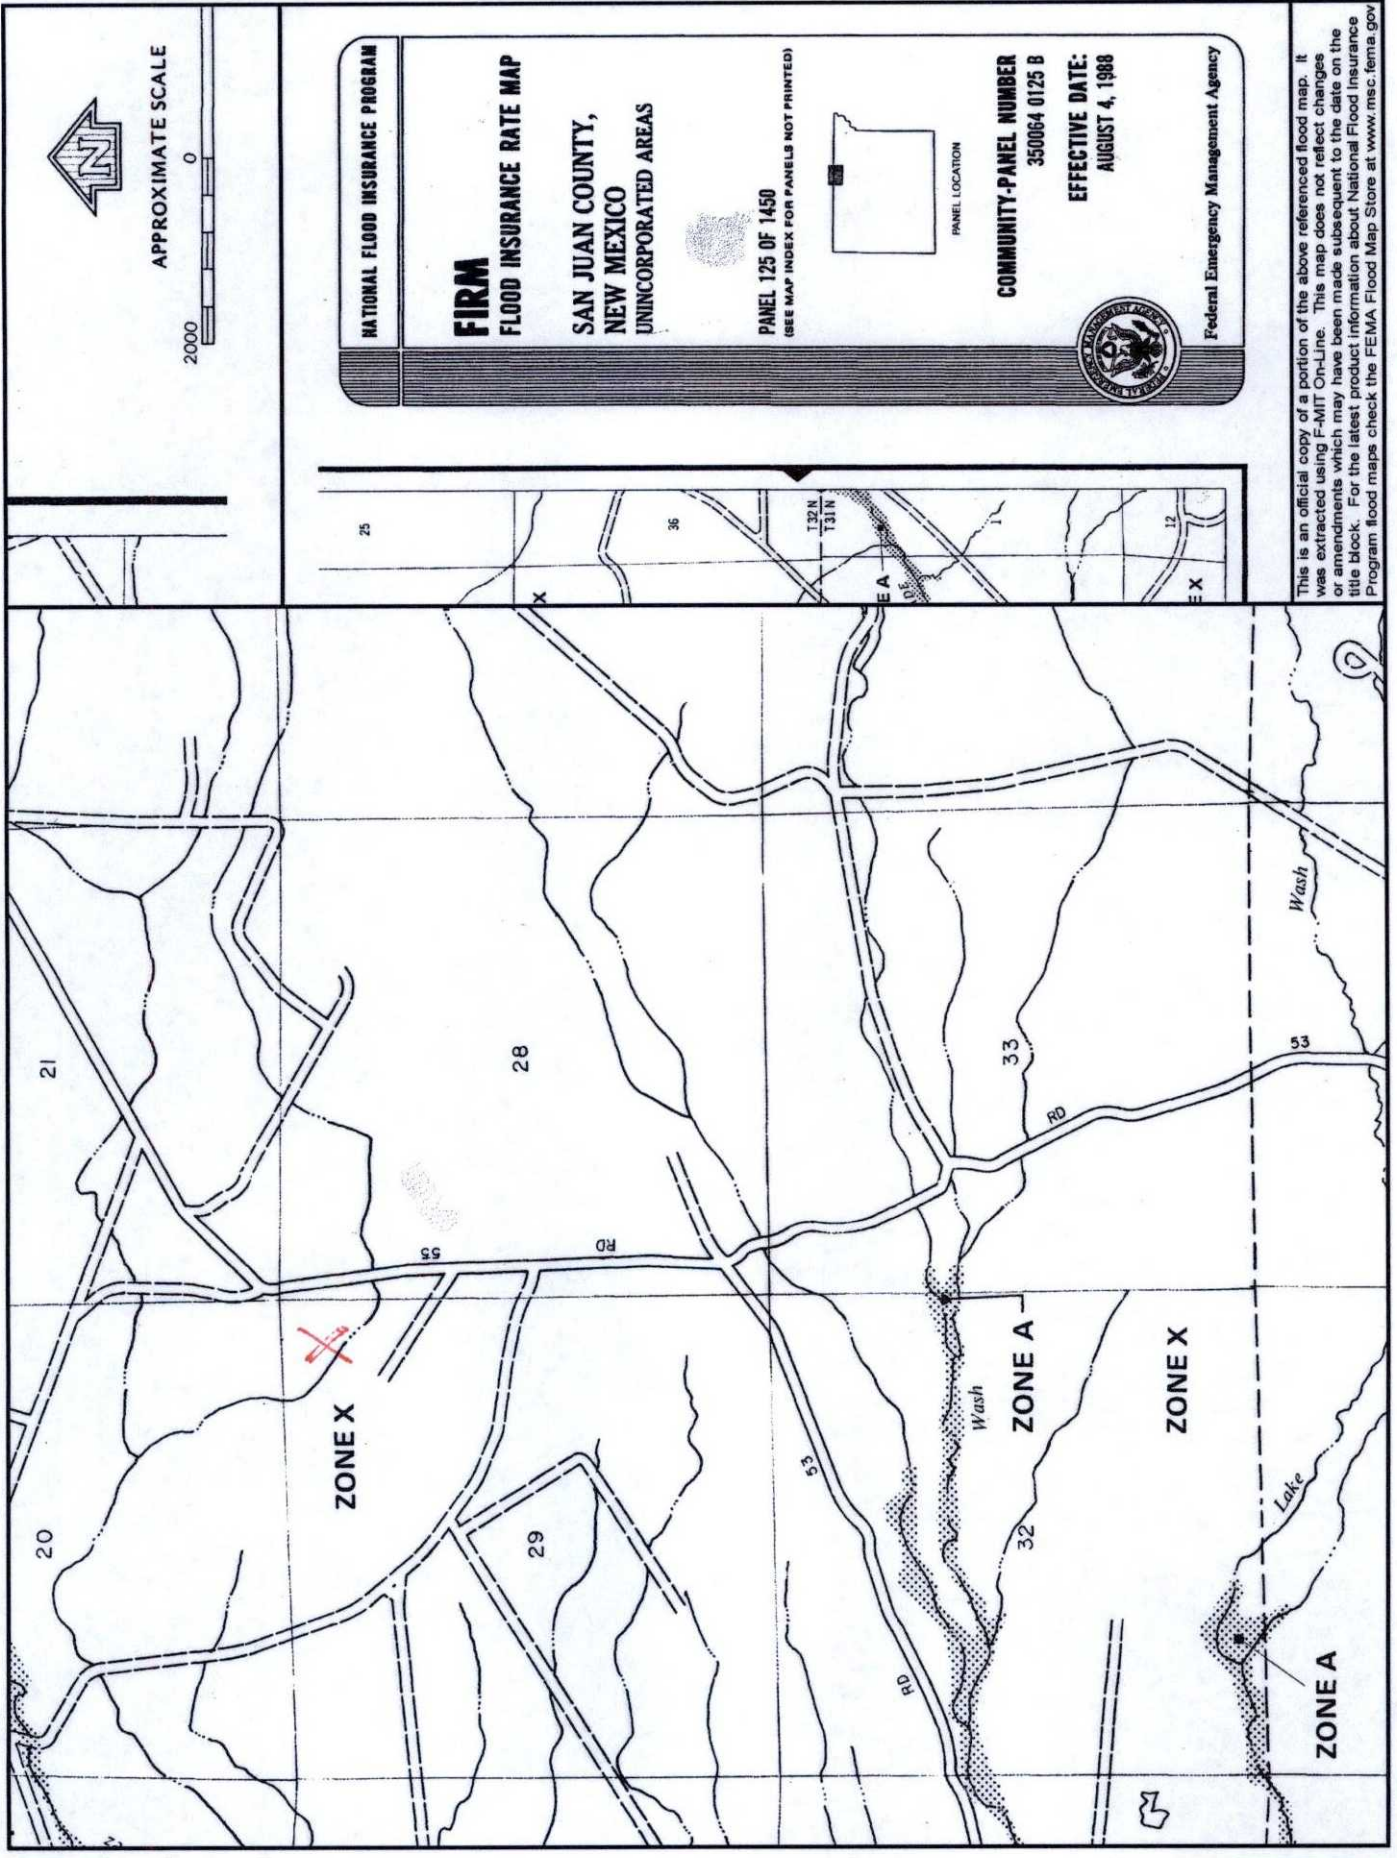 APPROXIMATE SCALE
2000 0
N
NATIONAL FLOOD INSURANCE PROGRAM
FIRM
FLOOD INSURANCE RATE MAP
SAN JUAN COUNTY,
NEW MEXICO
UNINCORPORATED AREAS
PANEL 125 OF 1450
(SEE MAP INDEX FOR PANELS NOT PRINTED)
PANEL LOCATION
COMMUNITY-PANEL NUMBER
350064 0125 B
EFFECTIVE DATE:
AUGUST 4, 1988
FEDERAL EMERGENCY MANAGEMENT AGENCY
Federal Emergency Management Agency
This is an official copy of a portion of the above referenced flood map. It
was extracted using F-MIT On-Line. This map does not reflect changes
or amendments which may have been made subsequent to the date on the
title block. For the latest product information about National Flood Insurance
Program flood maps check the FEMA Flood Map Store at www.msc.fema.gov
25
X
36
T32N
T31N
E A
DE
1
12
E X
21
28
33
Wash
53
RD
55
RD
20
ZONE X
29
53
RD
Wash
ZONE A
32
ZONE X
Lake
ZONE A